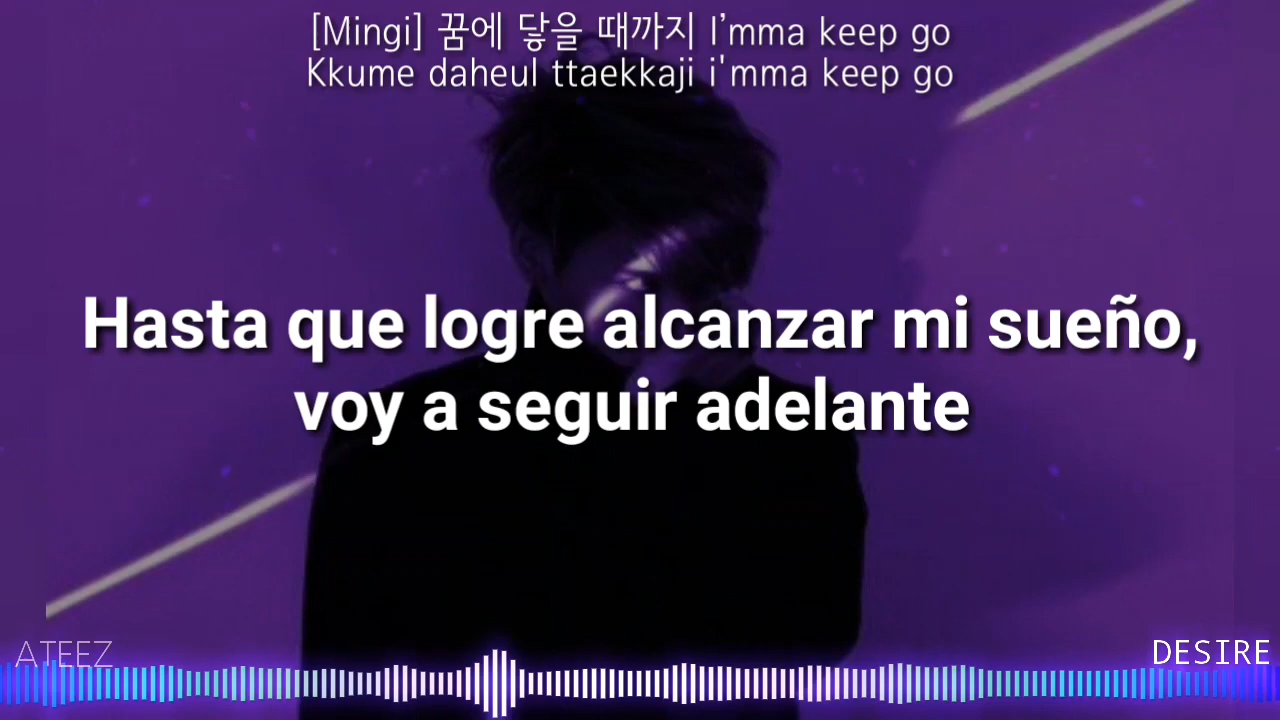 [Mingi] 꿈에 닿을 때까지 I'mma keep go
Kkume daheul ttaekkaji i'mma keep go
Hasta que logre alcanzar mi sueño,
voy a seguir adelante
ATEEZ
DESIRE